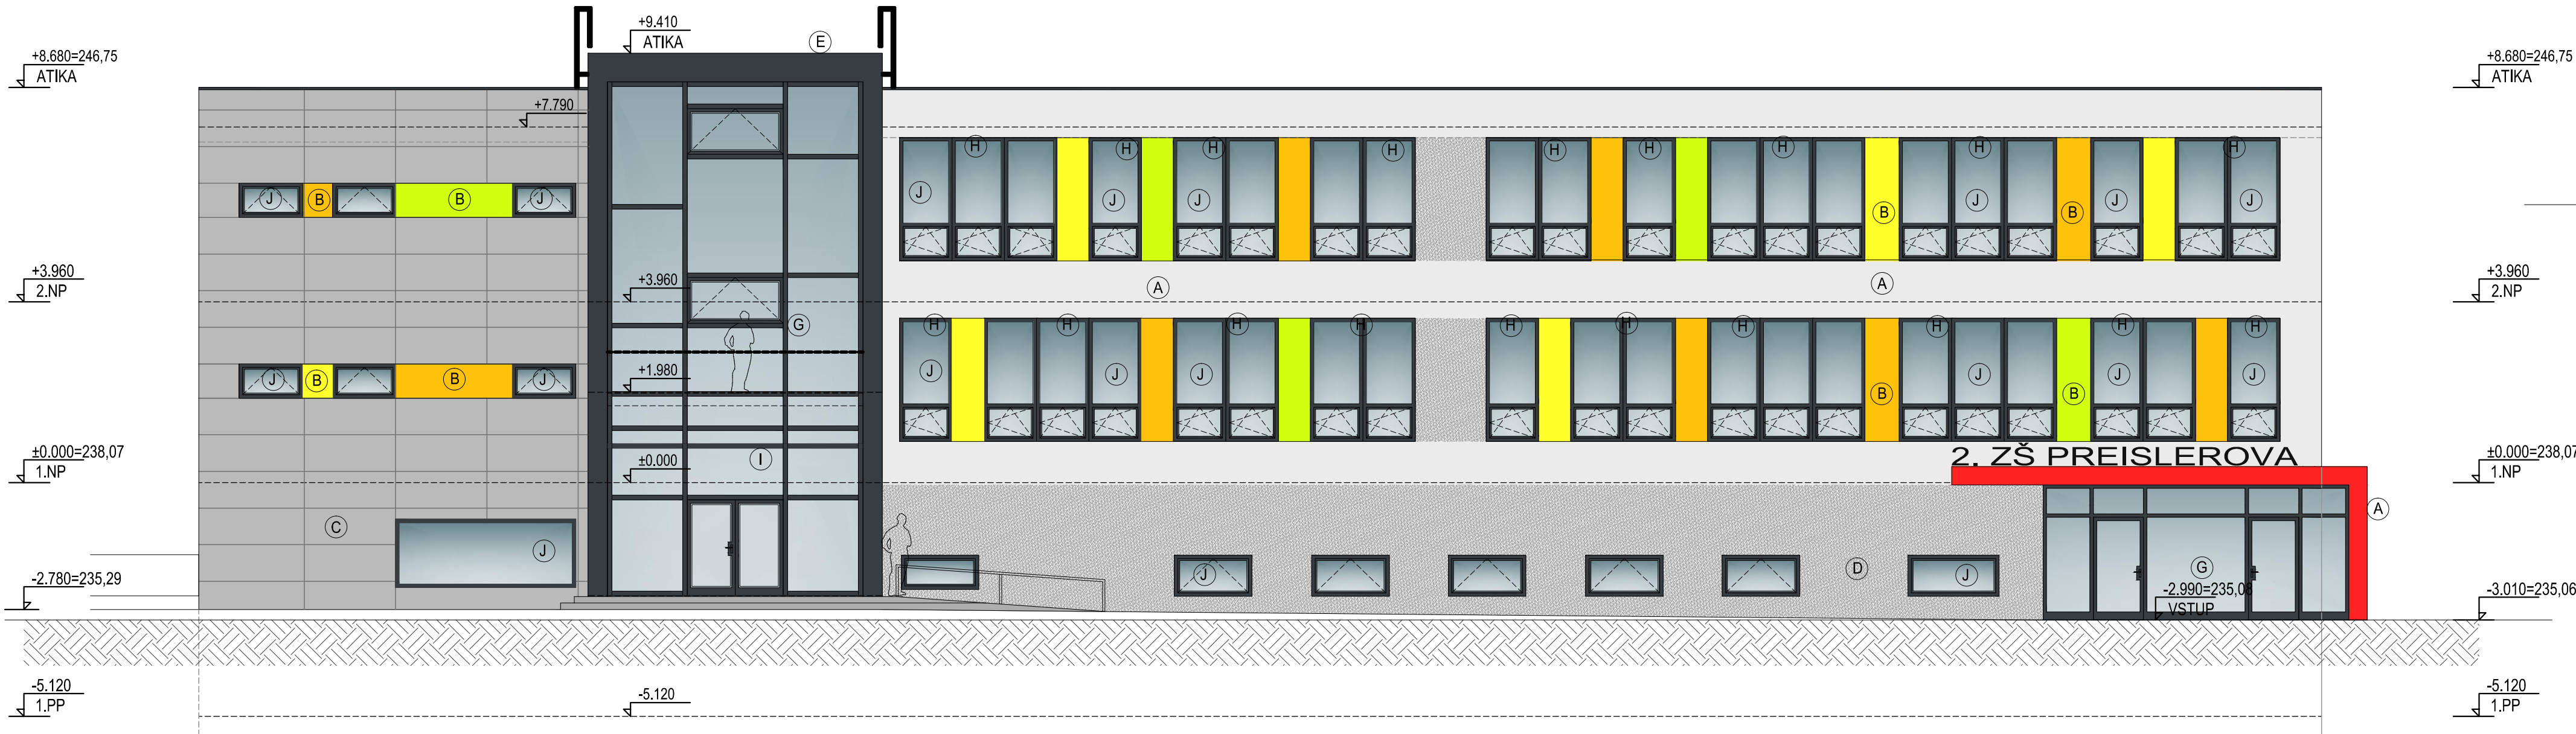 +9.410
ATIKA
E
+8.680=246,75
ATIKA
+8.680=246,75
ATIKA
+7.790
H
H
H
H
H
H
H
H
H
J
B
B
J
J
J
J
B
J
B
J
J
+3.960
2.NP
+3.960
A
A
+3.960
2.NP
G
H
H
H
H
H
H
H
H
H
H
J
B
B
J
+1.980
J
J
J
B
J
B
J
J
±0.000=238,07
1.NP
±0.000
I
2. ZŠ PREISLEROVA
±0.000=238,07
1.NP
C
A
J
J
D
J
G
-2.780=235,29
-2.990=235,08
VSTUP
-3.010=235,06
-5.120
1.PP
-5.120
-5.120
1.PP